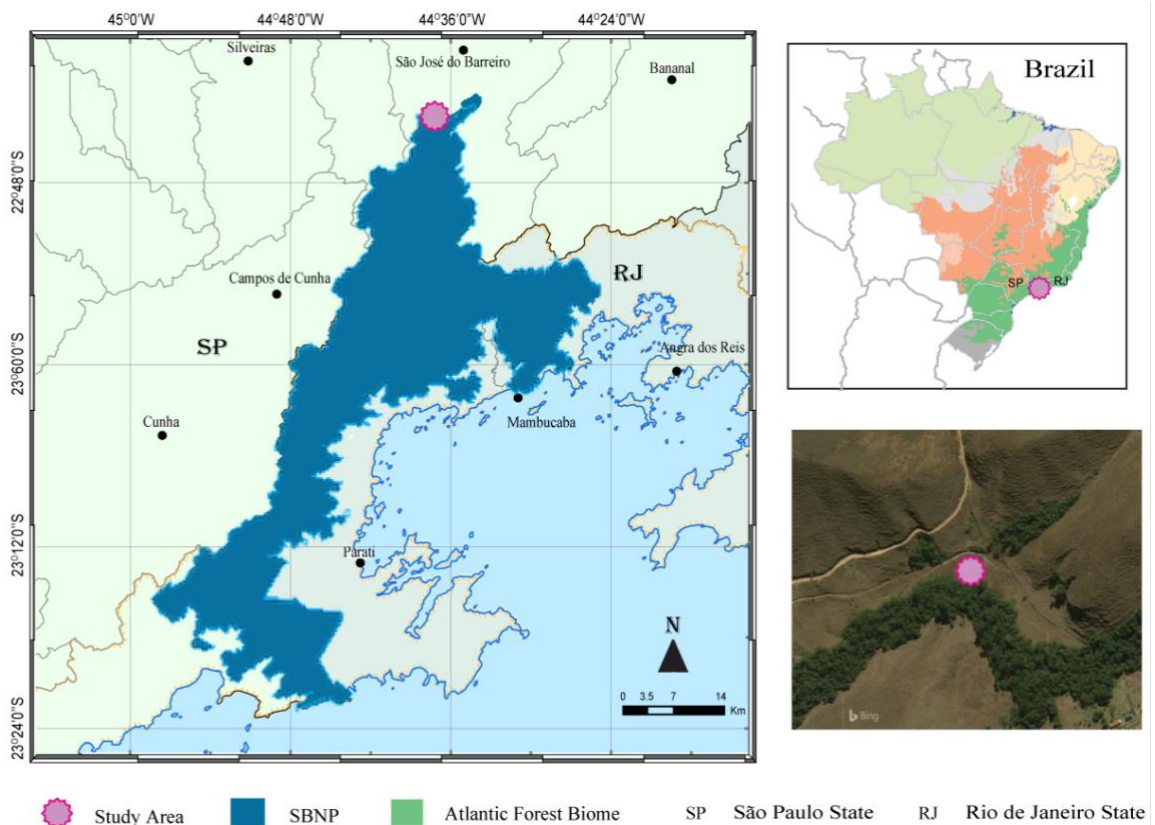 45°0'0"W 44°48'0"W 44°36'0"W 44°24'0"W
Silveiras
São José do Barreiro
Bananal
22°48'0"S
Campos de Cunha
RJ
SP
Angra dos Reis
23°60'0"S
Mambucaba
Cunha
23°12'0"S
Parati
N
0 3.5 7 14
Km
23°24'0"S
Brazil
SP
RJ
Bing
Study Area
SBNP
Atlantic Forest Biome
SP São Paulo State
RJ Rio de Janeiro State